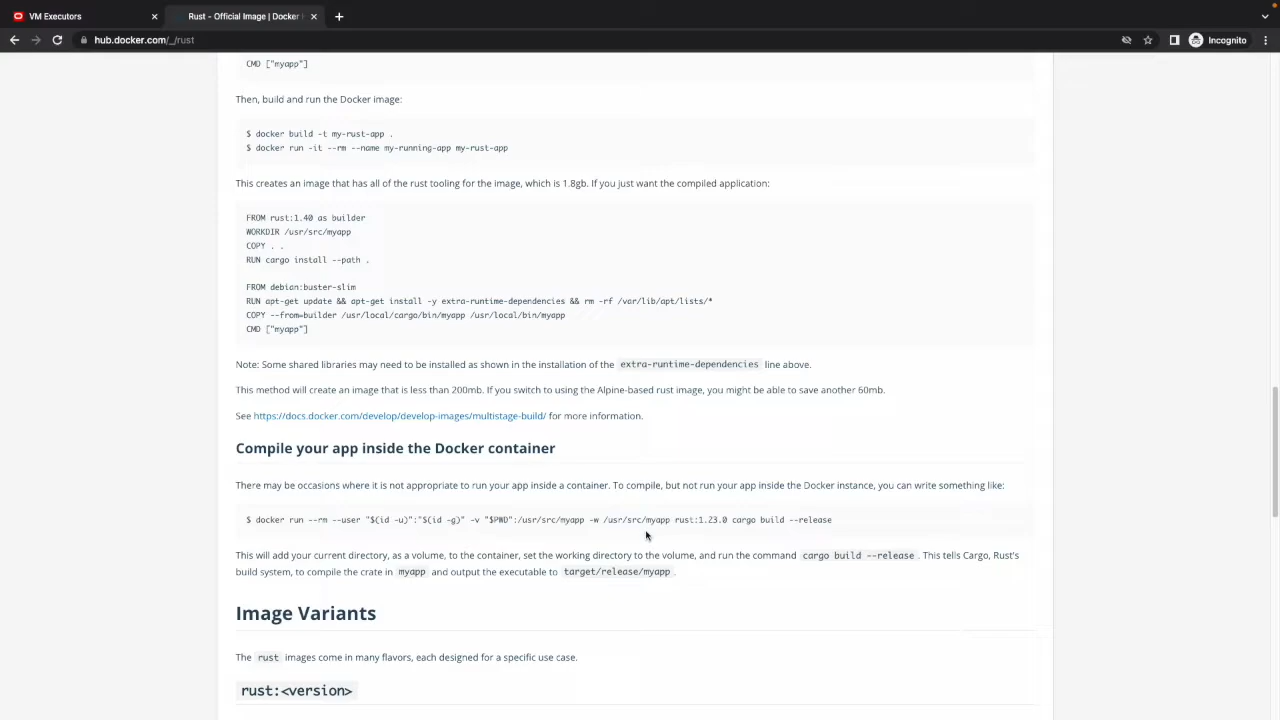 VM Executors
Rust - Official Image | Docker
hub.docker.com/_/rust
Incognito
CMD ["myapp"]
Then, build and run the Docker image:
$ docker build -t my-rust-app .
$ docker run -it --rm --name my-running-app my-rust-app
This creates an image that has all of the rust tooling for the image, which is 1.8gb. If you just want the compiled application:
FROM rust:1.40 as builder
WORKDIR /usr/src/myapp
COPY . .
RUN cargo install --path .
FROM debian:buster-slim
RUN apt-get update && apt-get install -y extra-runtime-dependencies && rm -rf /var/lib/apt/lists/*
COPY --from=builder /usr/local/cargo/bin/myapp /usr/local/bin/myapp
CMD ["myapp"]
Note: Some shared libraries may need to be installed as shown in the installation of the extra-runtime-dependencies line above.
This method will create an image that is less than 200mb. If you switch to using the Alpine-based rust image, you might be able to save another 60mb.
See https://docs.docker.com/develop/develop-images/multistage-build/ for more information.
Compile your app inside the Docker container
There may be occasions where it is not appropriate to run your app inside a container. To compile, but not run your app inside the Docker instance, you can write something like:
$ docker run --rm --user "$(id -u)":"$(id -g)" -v "$PWD":/usr/src/myapp -w /usr/src/myapp rust:1.23.0 cargo build --release
This will add your current directory, as a volume, to the container, set the working directory to the volume, and run the command cargo build --release. This tells Cargo, Rust's
build system, to compile the crate in myapp and output the executable to target/release/myapp.
Image Variants
The rust images come in many flavors, each designed for a specific use case.
rust:<version>